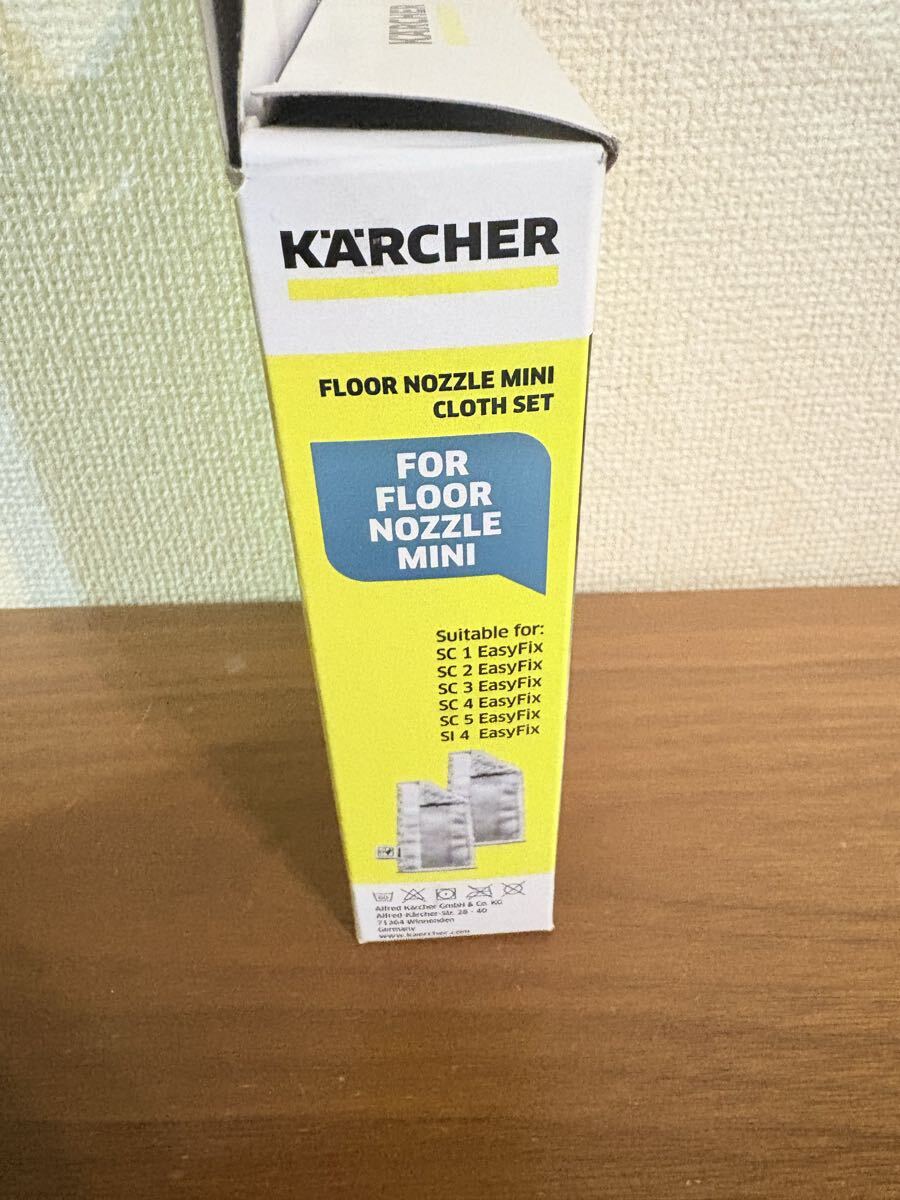 KÄRCHER
KÄRCHER
FLOOR NOZZLE MINI
CLOTH SET
FOR
FLOOR
NOZZLE
MINI
Suitable for:
SC 1 EasyFix
SC 2 EasyFix
SC 3 EasyFix
SC 4 EasyFix
SC 5 EasyFix
SI 4 EasyFix
60
Alfred Kärcher GmbH & Co. KG
Alfred-Kärcher-Str. 28 - 40
71364 Winnenden
Germany
www.kaercher.com